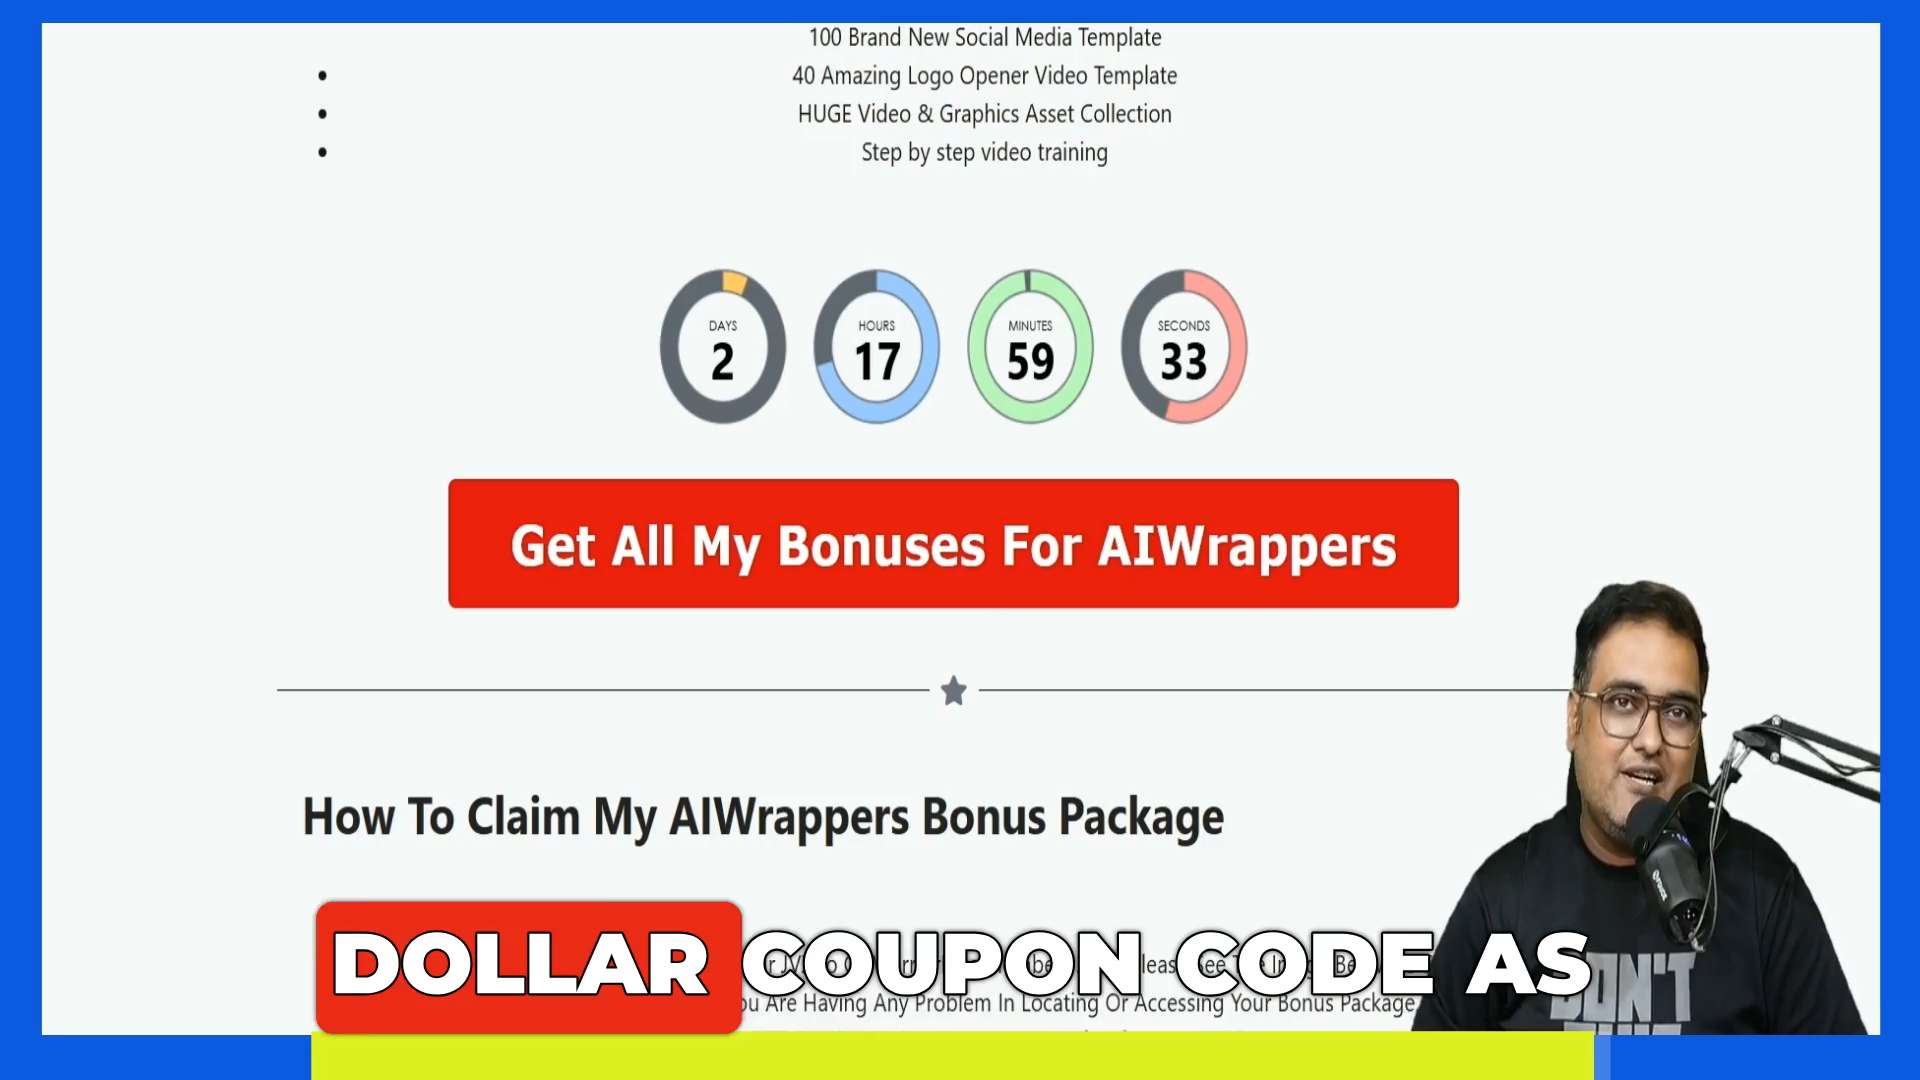 100 Brand New Social Media Template
40 Amazing Logo Opener Video Template
HUGE Video & Graphics Asset Collection
Step by step video training
DAYS
2
HOURS
17
MINUTES
59
SECONDS
33
Get All My Bonuses For AIWrappers
How To Claim My AIWrappers Bonus Package
DOLLAR COUPON CODE AS
You Are Having Any Problem In Locating Or Accessing Your Bonus Package
DON'T